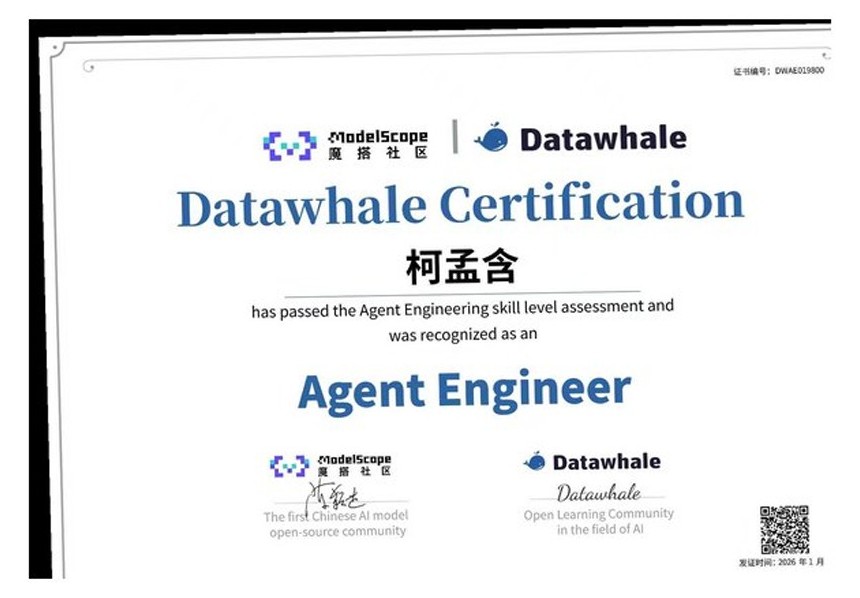 证书编号：DWAE019800
ModelScope
魔 搭 社 区
Datawhale
Datawhale Certification
柯孟含
has passed the Agent Engineering skill level assessment and
was recognized as an
Agent Engineer
ModelScope
魔 搭 社 区
The first Chinese AI model
open-source community
Datawhale
Datawhale
Open Learning Community
in the field of AI
发证时间：2026 年 1 月